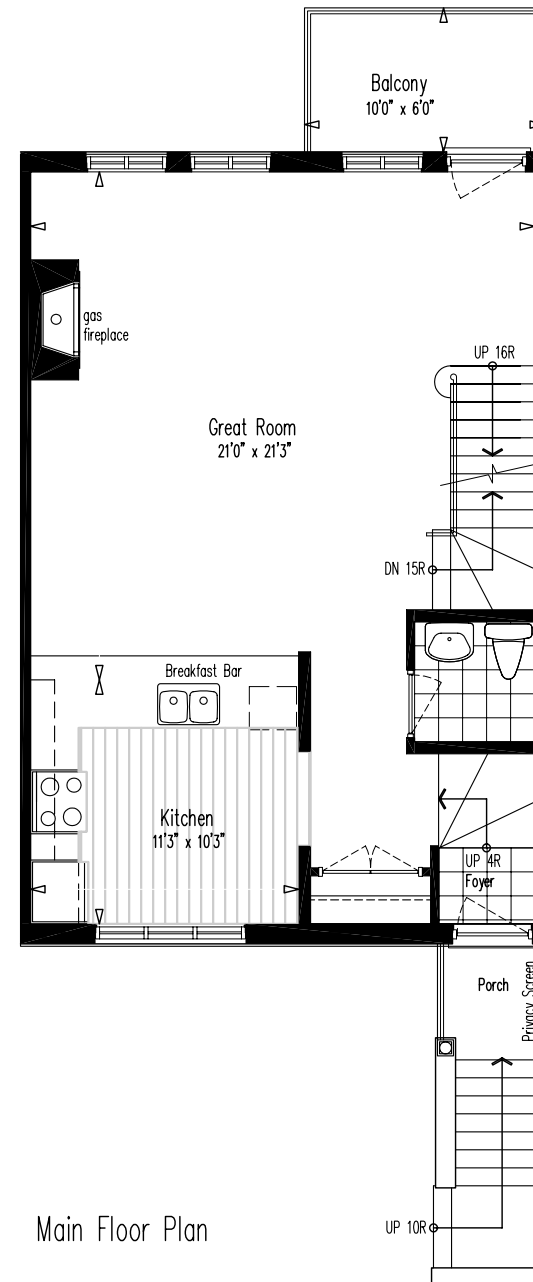 Balcony
10'0" x 6'0"
gas
fireplace
UP 16R
Great Room
21'0" x 21'3"
DN 15R
Breakfast Bar
Kitchen
11'3" x 10'3"
UP 4R
Foyer
Porch
Privacy Screen
Main Floor Plan
UP 10R